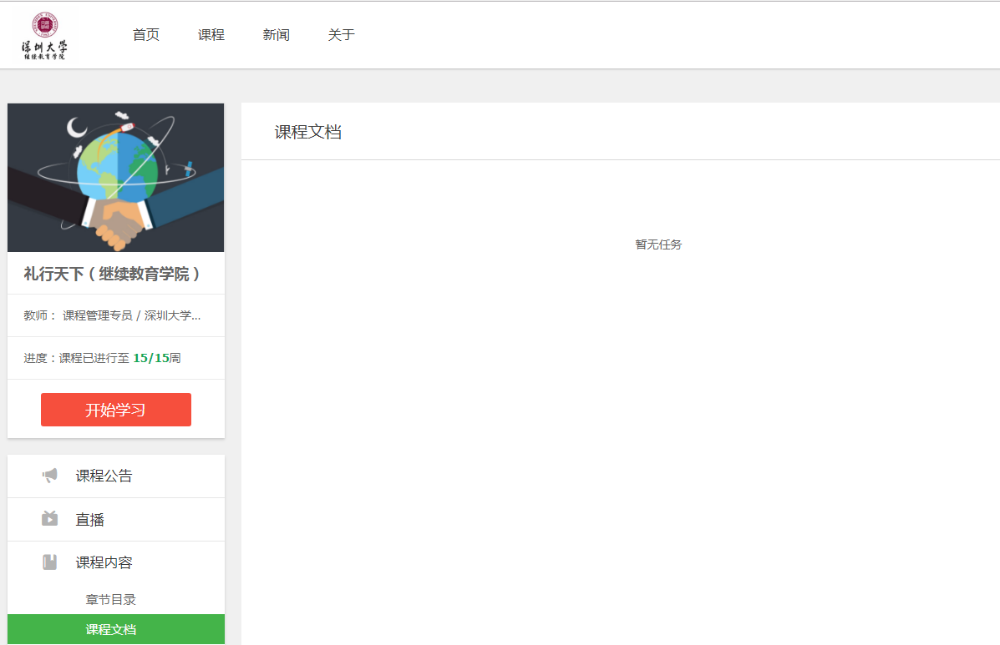 深圳大学
继续教育学院
首页 课程 新闻 关于
课程文档
暂无任务
礼行天下（继续教育学院）
教师： 课程管理专员 / 深圳大学...
进度：课程已进行至 15/15周
开始学习
课程公告
直播
课程内容
章节目录
课程文档